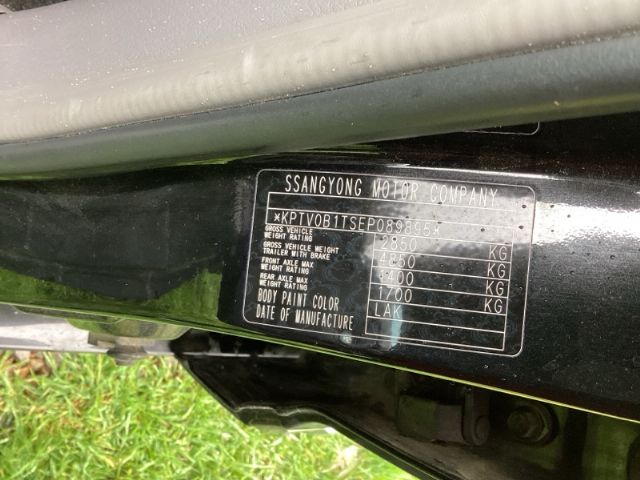 SSANGYONG MOTOR COMPANY
*KPTV0B1TSEP089895*
GROSS VEHICLE WEIGHT RATING 2850 KG
GROSS VEHICLE WEIGHT TRAILER WITH BRAKE KG
FRONT AXLE MAX WEIGHT RATING 1400 KG
REAR AXLE MAX WEIGHT RATING 1700 KG
BODY PAINT COLOR LAK
DATE OF MANUFACTURE